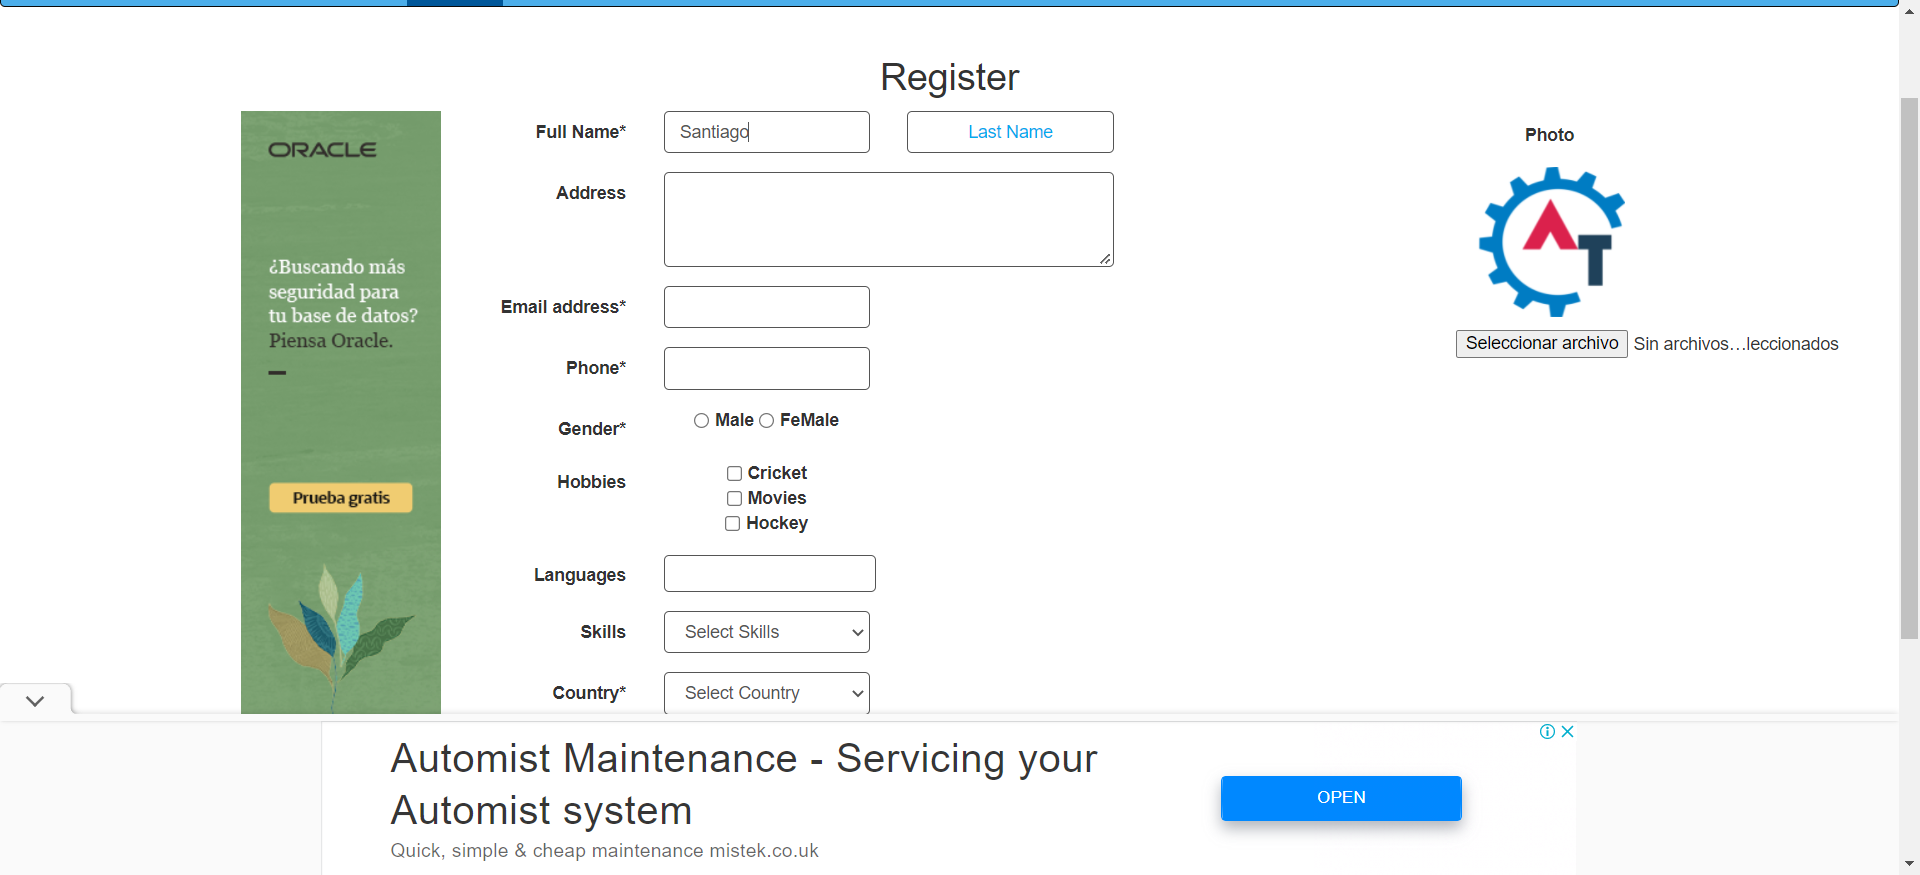 Register
ORACLE
¿Buscando más
seguridad para
tu base de datos?
Piensa Oracle.
Prueba gratis
Full Name* Santiago Last Name
Address
Email address*
Phone*
Gender* Male FeMale
Hobbies Cricket
Movies
Hockey
Languages
Skills Select Skills
Country* Select Country
Photo
AT
Seleccionar archivo Sin archivos…leccionados
Automist Maintenance - Servicing your
Automist system
Quick, simple & cheap maintenance mistek.co.uk
OPEN